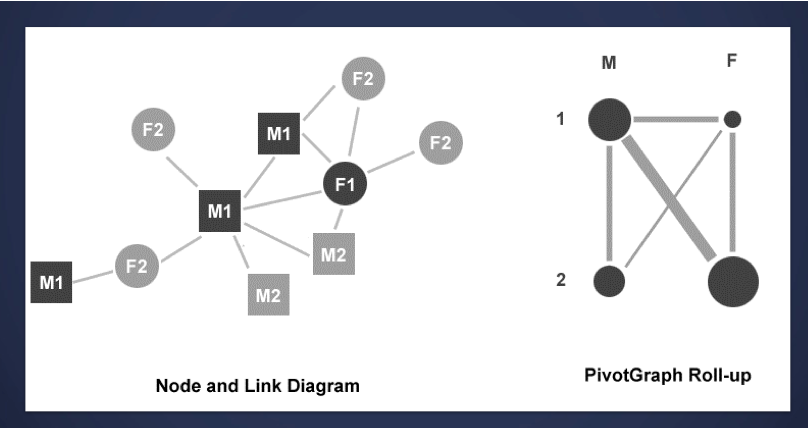 F2
M F
M1
F2
1
F2
F1
M1
M2
F2
M1
M2
2
Node and Link Diagram
PivotGraph Roll-up